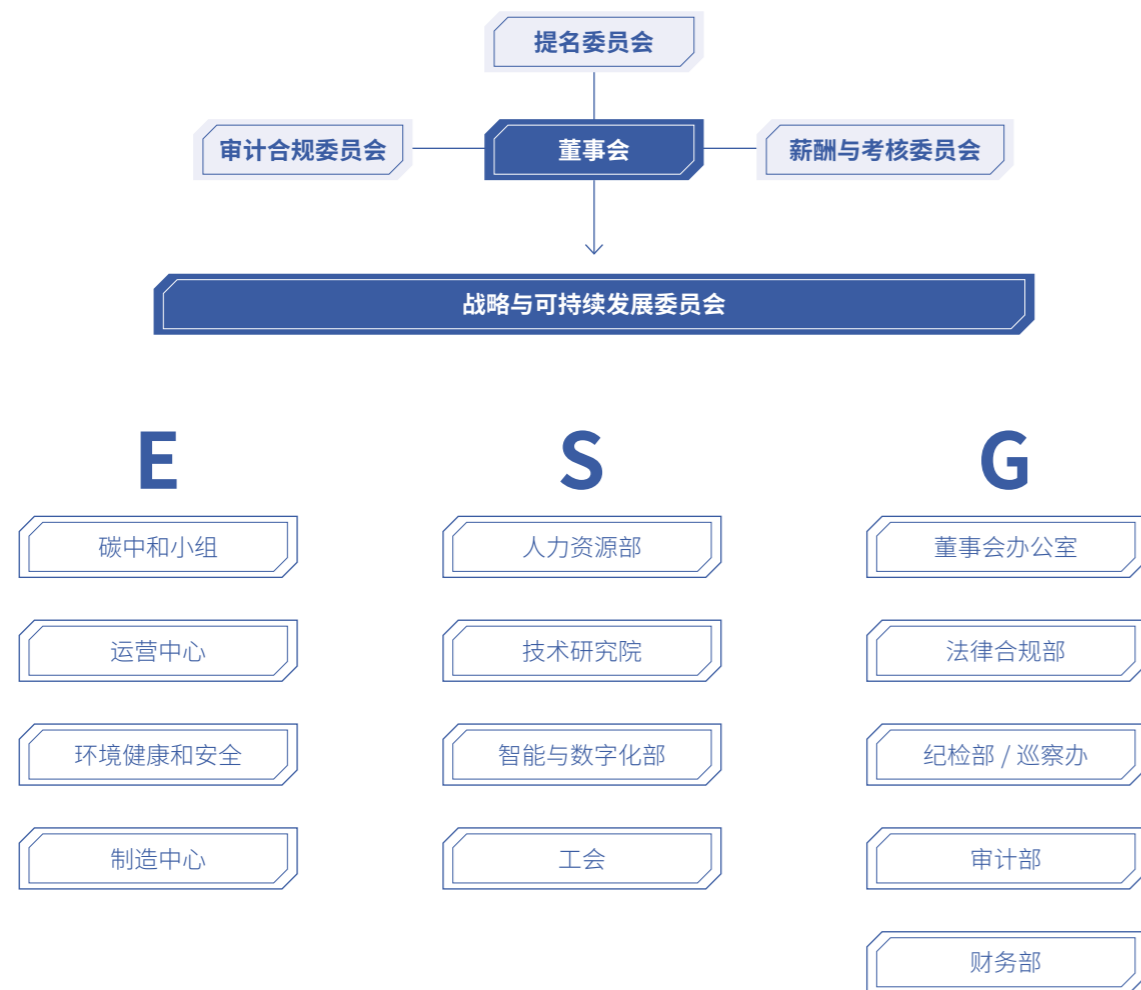 提名委员会
审计合规委员会
董事会
薪酬与考核委员会
战略与可持续发展委员会
E
S
G
碳中和小组
人力资源部
董事会办公室
运营中心
技术研究院
法律合规部
环境健康和安全
智能与数字化部
纪检部 / 巡察办
制造中心
工会
审计部
财务部